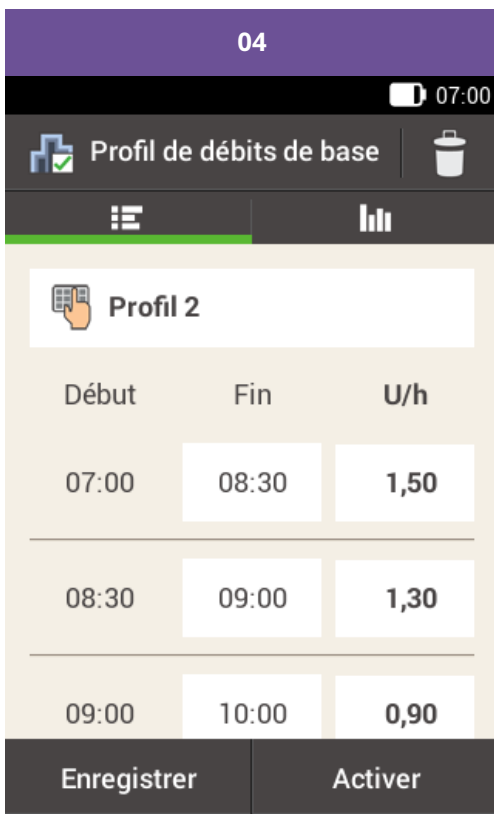 04
07:00
Profil de débits de base
Profil 2
Début Fin U/h
07:00 08:30 1,50
08:30 09:00 1,30
09:00 10:00 0,90
Enregistrer Activer